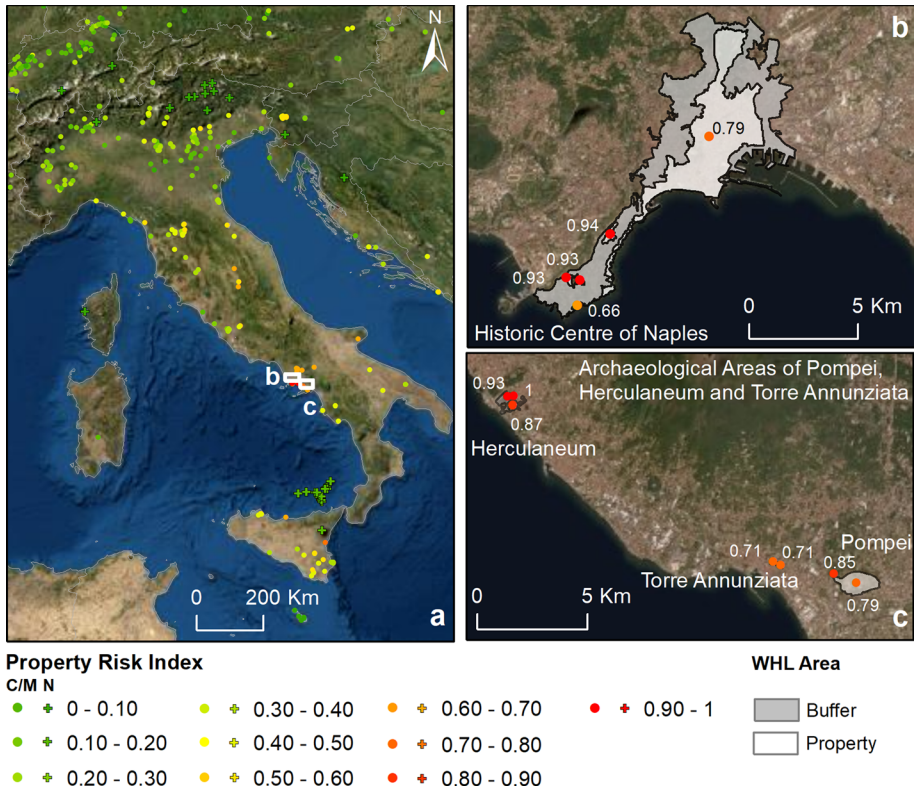 N
b
c
0 200 Km
a
b
0.79
0.94
0.93
0.93
0.66
0 5 Km
Historic Centre of Naples
Archaeological Areas of Pompei,
Herculaneum and Torre Annunziata
0.93 1
0.87
Herculaneum
0.71 0.71
Pompei
0.85
Torre Annunziata
0.79
0 5 Km
c
Property Risk Index
C/M N
0 - 0.10
0.10 - 0.20
0.20 - 0.30
0.30 - 0.40
0.40 - 0.50
0.50 - 0.60
0.60 - 0.70
0.70 - 0.80
0.80 - 0.90
0.90 - 1
WHL Area
Buffer
Property